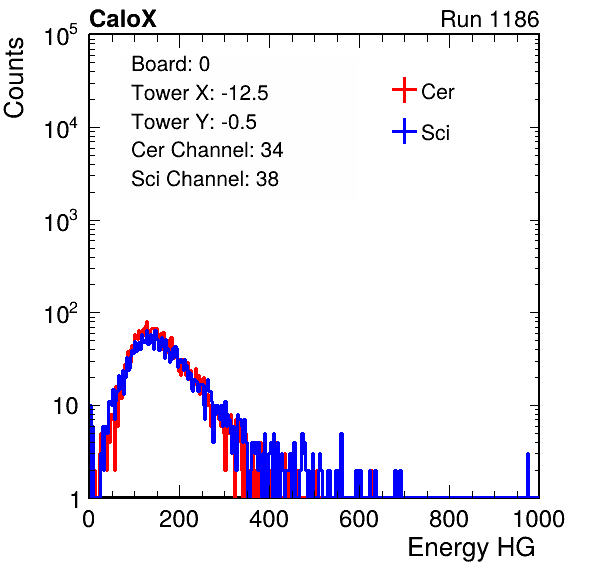 CaloX Run 1186
Counts
Board: 0
Tower X: -12.5
Tower Y: -0.5
Cer Channel: 34
Sci Channel: 38
Cer
Sci
10^5
10^4
10^3
10^2
10
1
0 200 400 600 800 1000
Energy HG